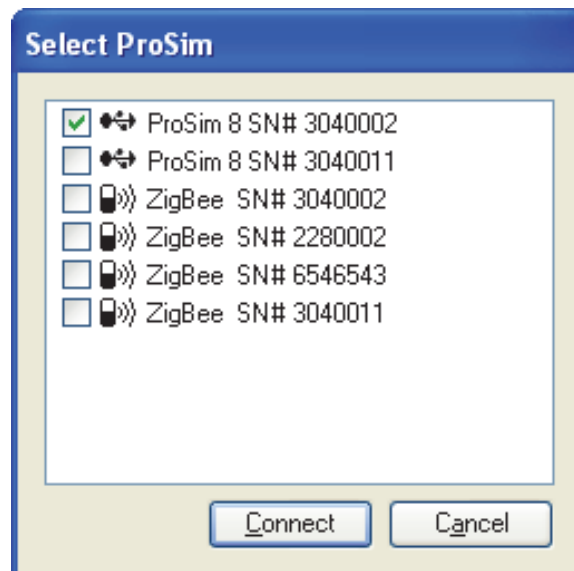 Select ProSim
ProSim 8 SN# 3040002
ProSim 8 SN# 3040011
ZigBee SN# 3040002
ZigBee SN# 2280002
ZigBee SN# 6546543
ZigBee SN# 3040011
Connect Cancel